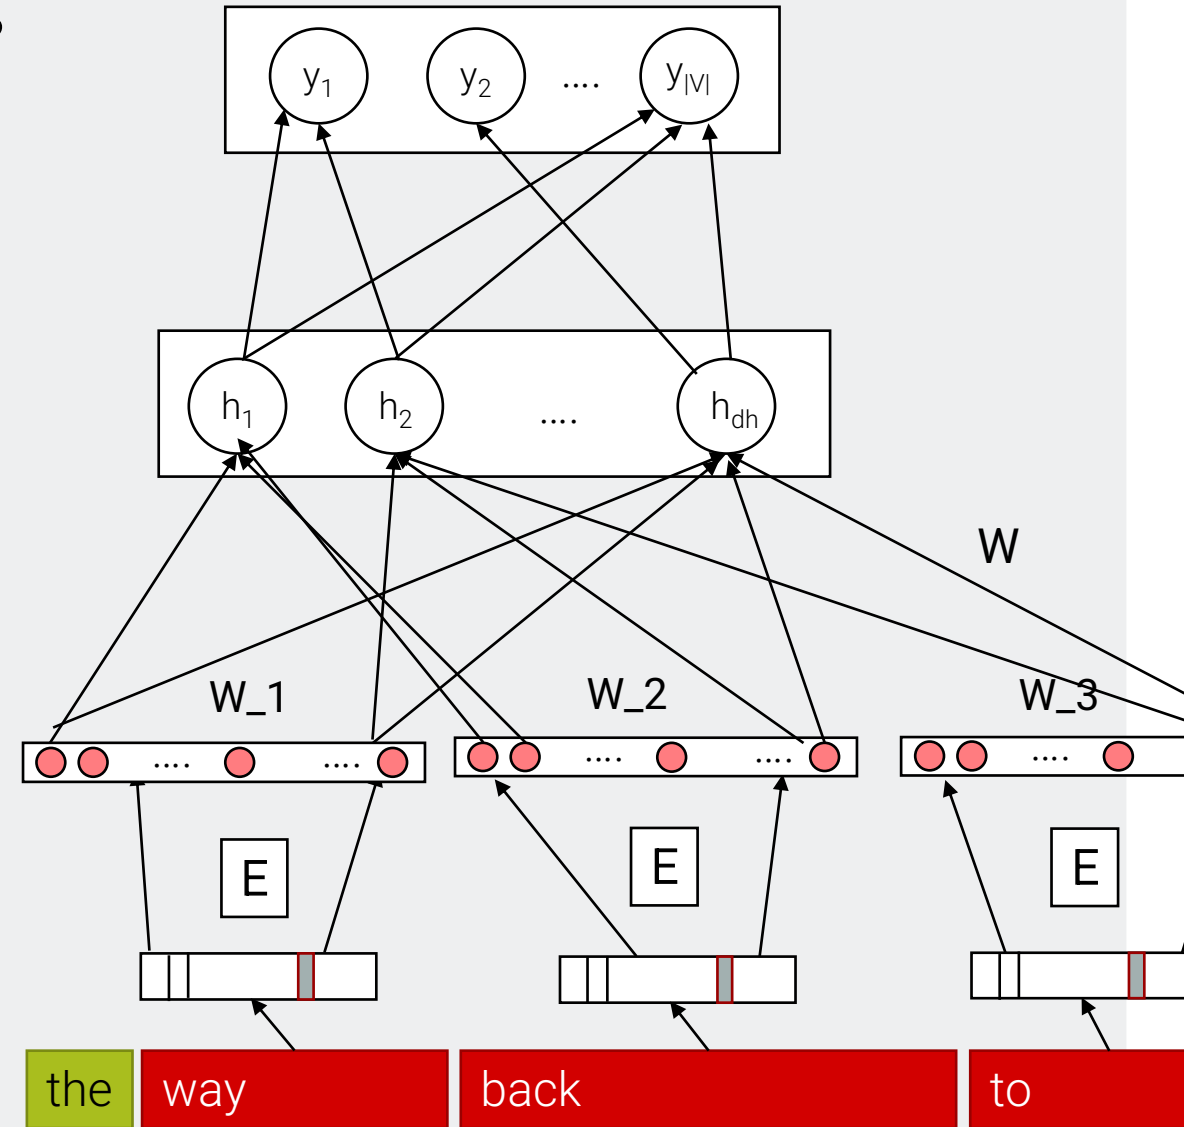 y1 y2 .... y|V|
h1 h2 .... hdh
W
W_1 W_2 W_3
.... .... .... .... ....
E E E
the way back to